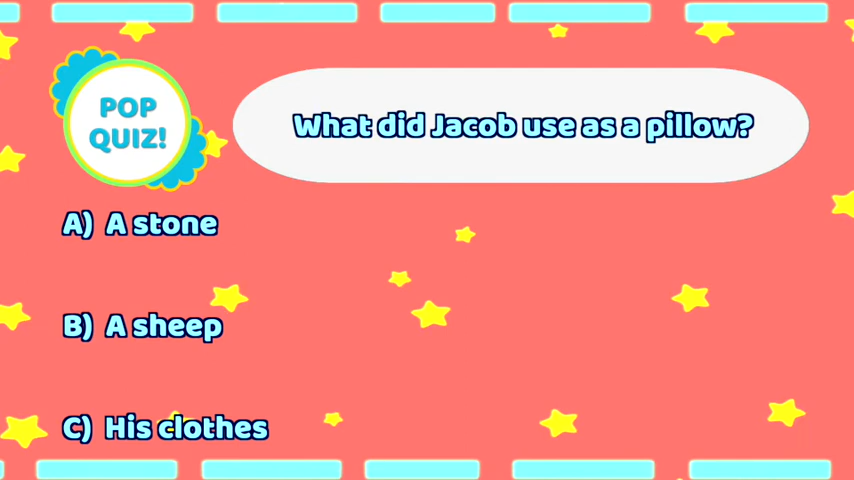 POP
QUIZ!
What did Jacob use as a pillow?
A) A stone
B) A sheep
C) His clothes